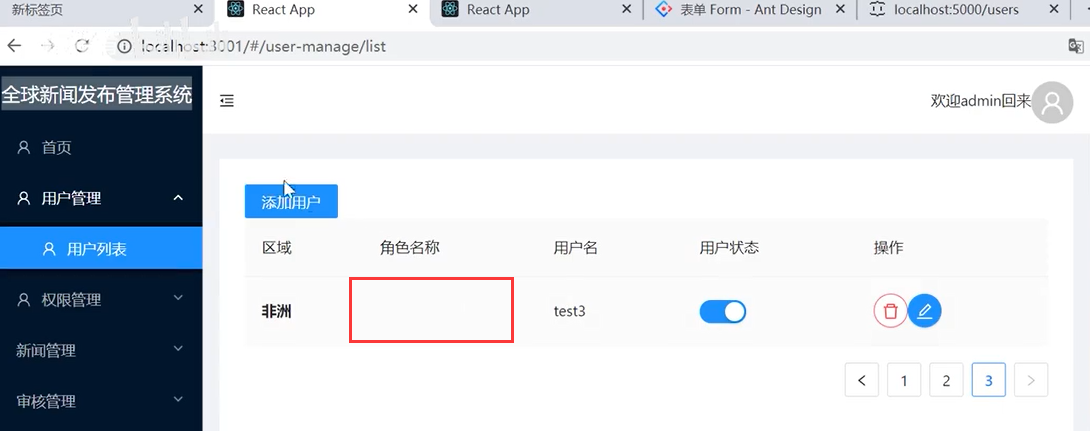 新标签页
React App
React App
表单 Form - Ant Design
localhost:5000/users
localhost:3001/#/user-manage/list
全球新闻发布管理系统
欢迎admin回来
首页
用户管理
用户列表
权限管理
新闻管理
审核管理
添加用户
区域 角色名称 用户名 用户状态 操作
非洲 test3
1 2 3